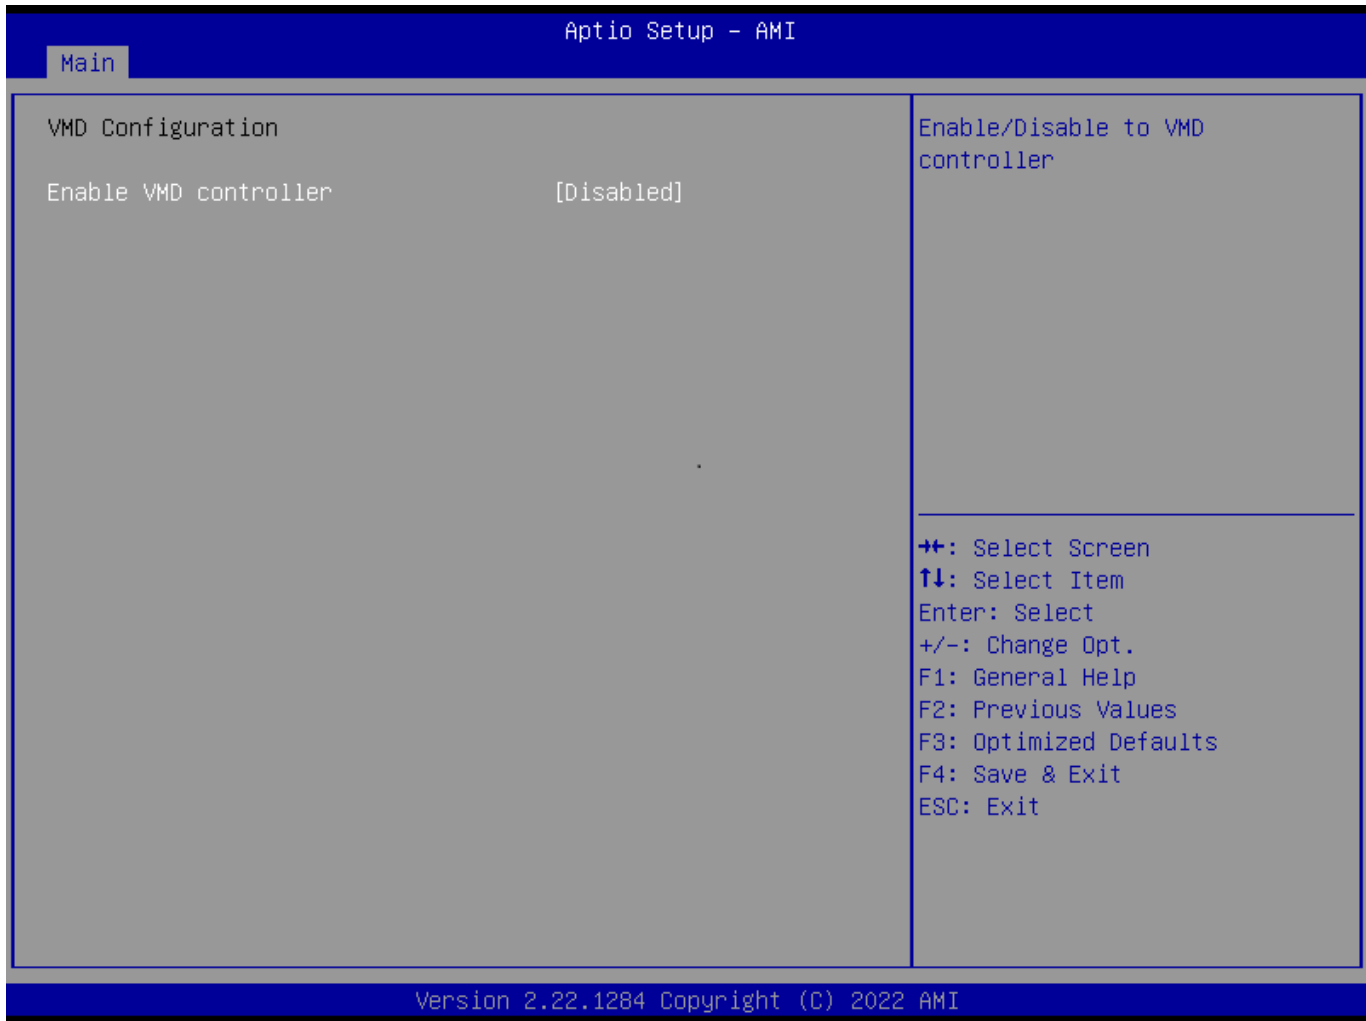 Aptio Setup – AMI
Main
VMD Configuration
Enable VMD controller [Disabled]
Enable/Disable to VMD
controller
→←: Select Screen
↑↓: Select Item
Enter: Select
+/-: Change Opt.
F1: General Help
F2: Previous Values
F3: Optimized Defaults
F4: Save & Exit
ESC: Exit
Version 2.22.1284 Copyright (C) 2022 AMI